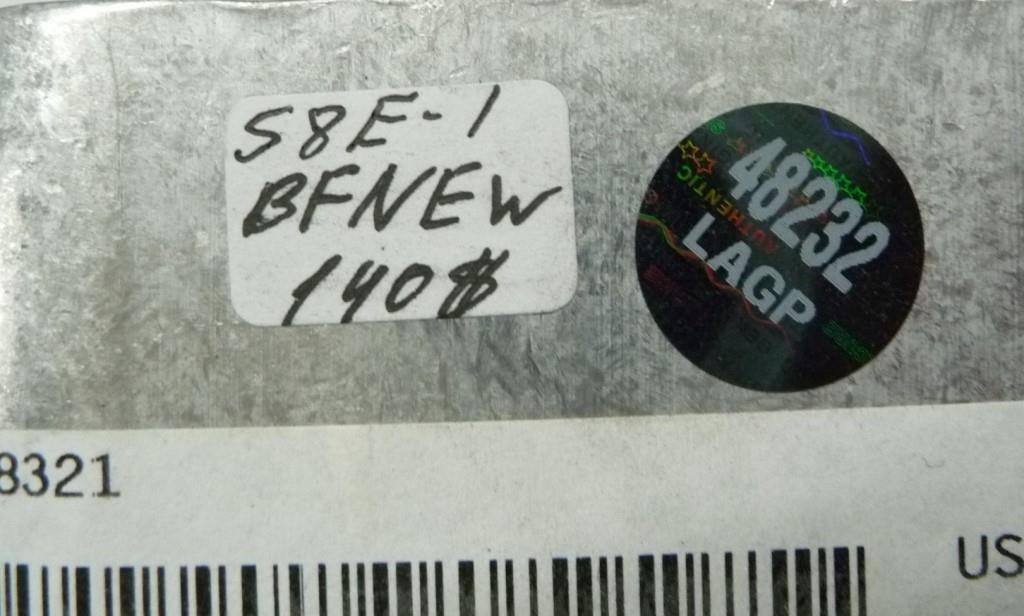 S8E-1
BFNEW
140$
48232
AUTHENTIC
LAGP
8321
US